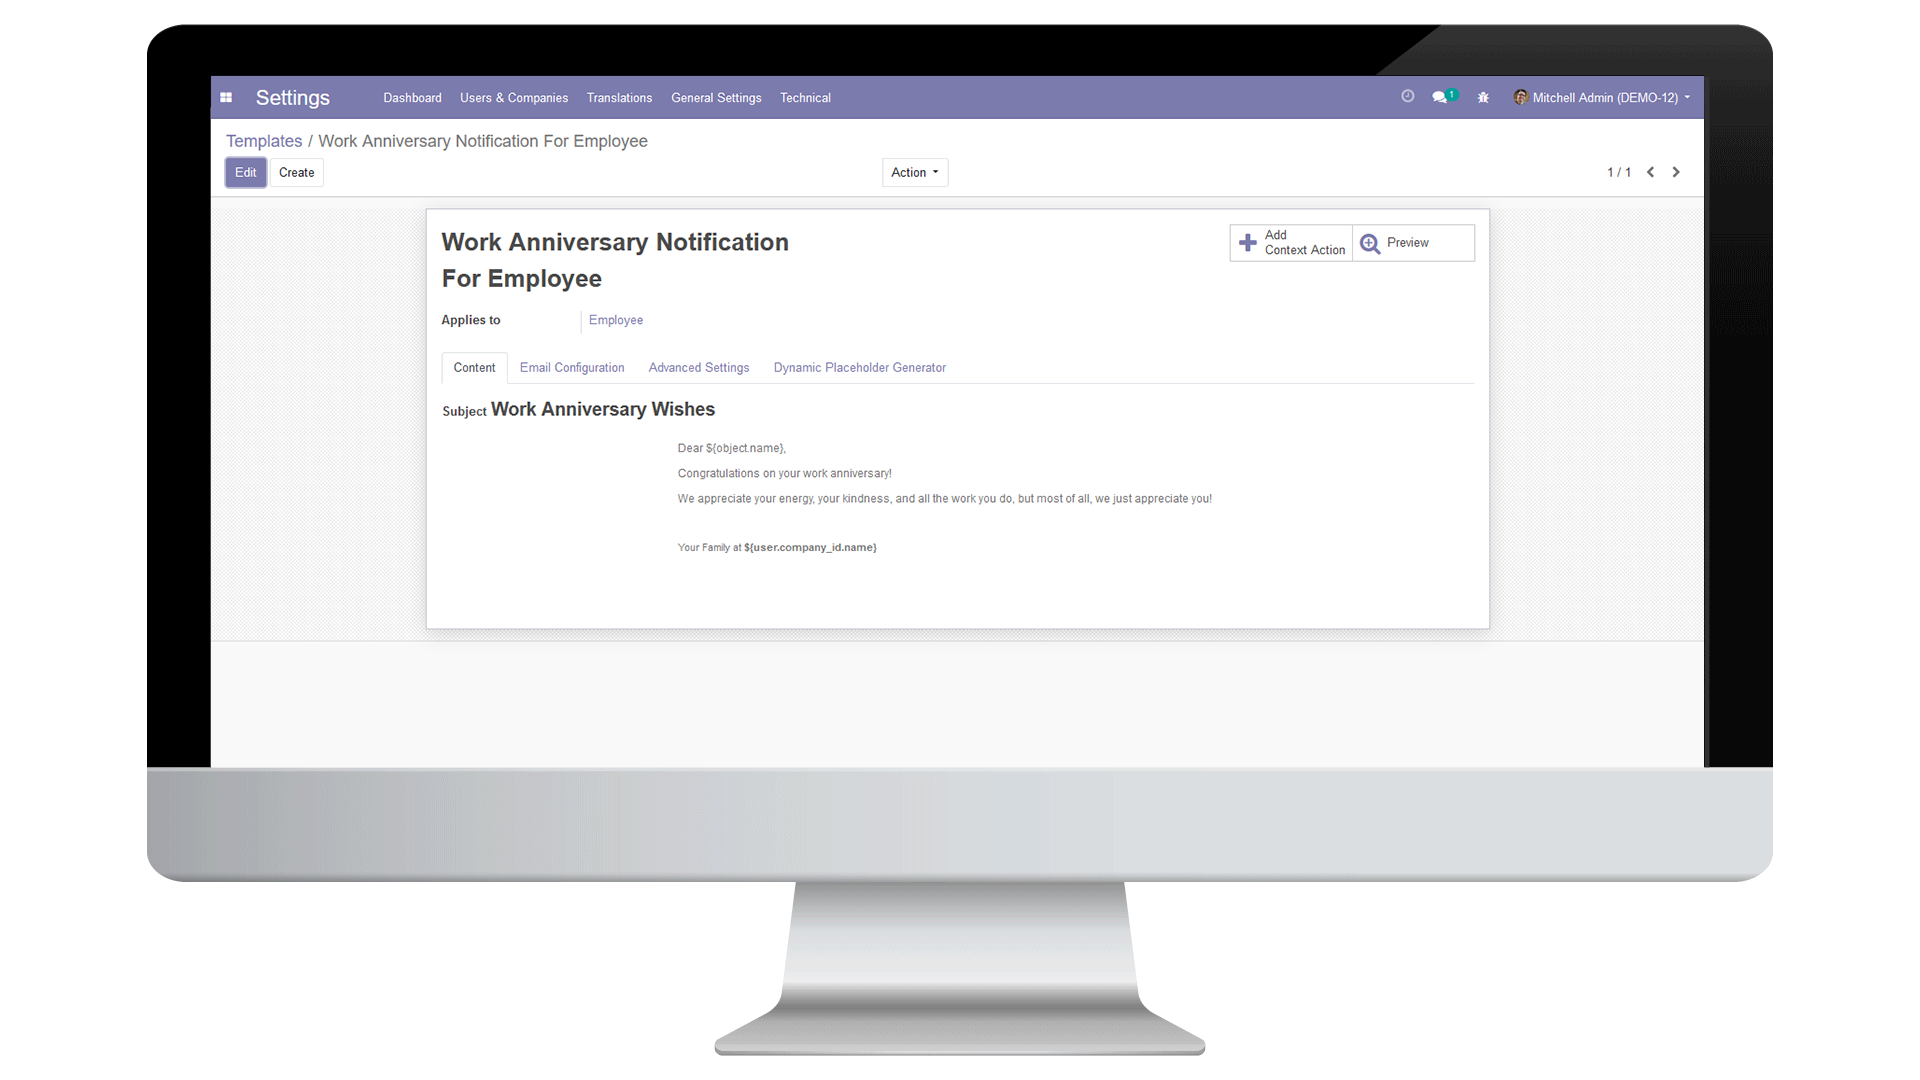 Settings Dashboard Users & Companies Translations General Settings Technical 1 Mitchell Admin (DEMO-12)
Templates / Work Anniversary Notification For Employee
Edit Create Action 1 / 1
Work Anniversary Notification
For Employee
Add
Context Action
Preview
Applies to Employee
Content Email Configuration Advanced Settings Dynamic Placeholder Generator
Subject Work Anniversary Wishes
Dear ${object.name},
Congratulations on your work anniversary!
We appreciate your energy, your kindness, and all the work you do, but most of all, we just appreciate you!
Your Family at ${user.company_id.name}